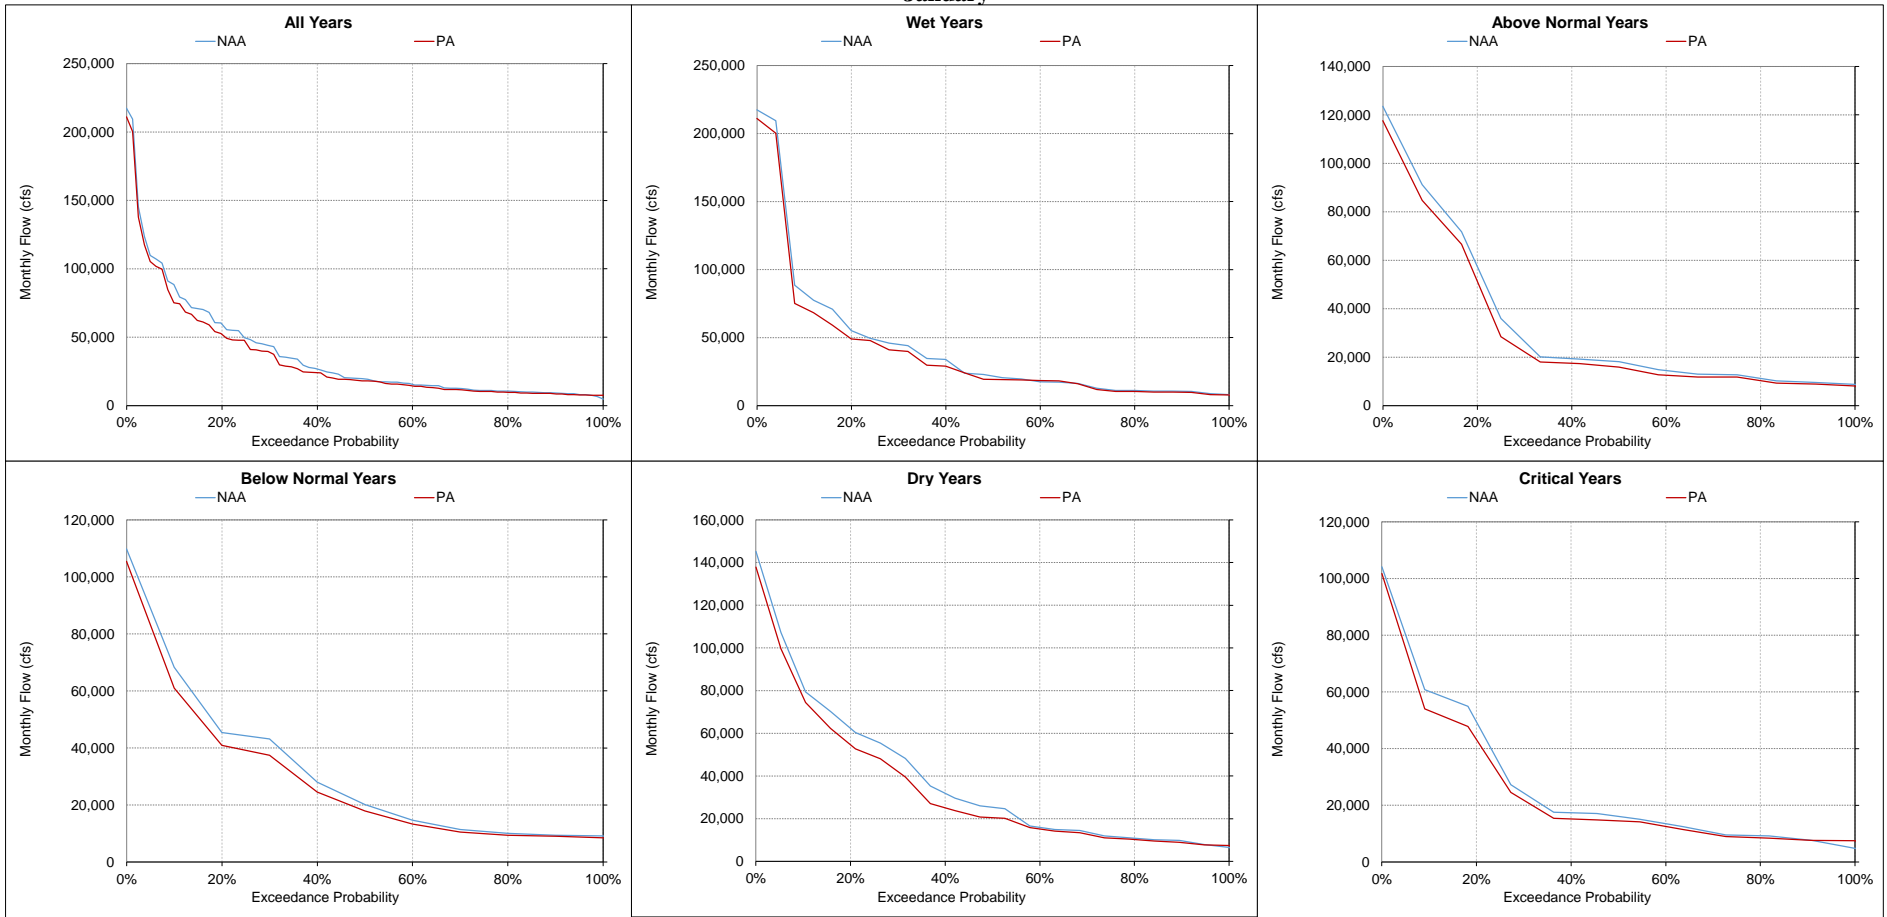 All Years
NAA PA
250,000
200,000
150,000
100,000
50,000
0
Monthly Flow (cfs)
0% 20% 40% 60% 80% 100%
Exceedance Probability
Wet Years
NAA PA
250,000
200,000
150,000
100,000
50,000
0
Monthly Flow (cfs)
0% 20% 40% 60% 80% 100%
Exceedance Probability
Above Normal Years
NAA PA
140,000
120,000
100,000
80,000
60,000
40,000
20,000
0
Monthly Flow (cfs)
0% 20% 40% 60% 80% 100%
Exceedance Probability
Below Normal Years
NAA PA
120,000
100,000
80,000
60,000
40,000
20,000
0
Monthly Flow (cfs)
0% 20% 40% 60% 80% 100%
Exceedance Probability
Dry Years
NAA PA
160,000
140,000
120,000
100,000
80,000
60,000
40,000
20,000
0
Monthly Flow (cfs)
0% 20% 40% 60% 80% 100%
Exceedance Probability
Critical Years
NAA PA
120,000
100,000
80,000
60,000
40,000
20,000
0
Monthly Flow (cfs)
0% 20% 40% 60% 80% 100%
Exceedance Probability